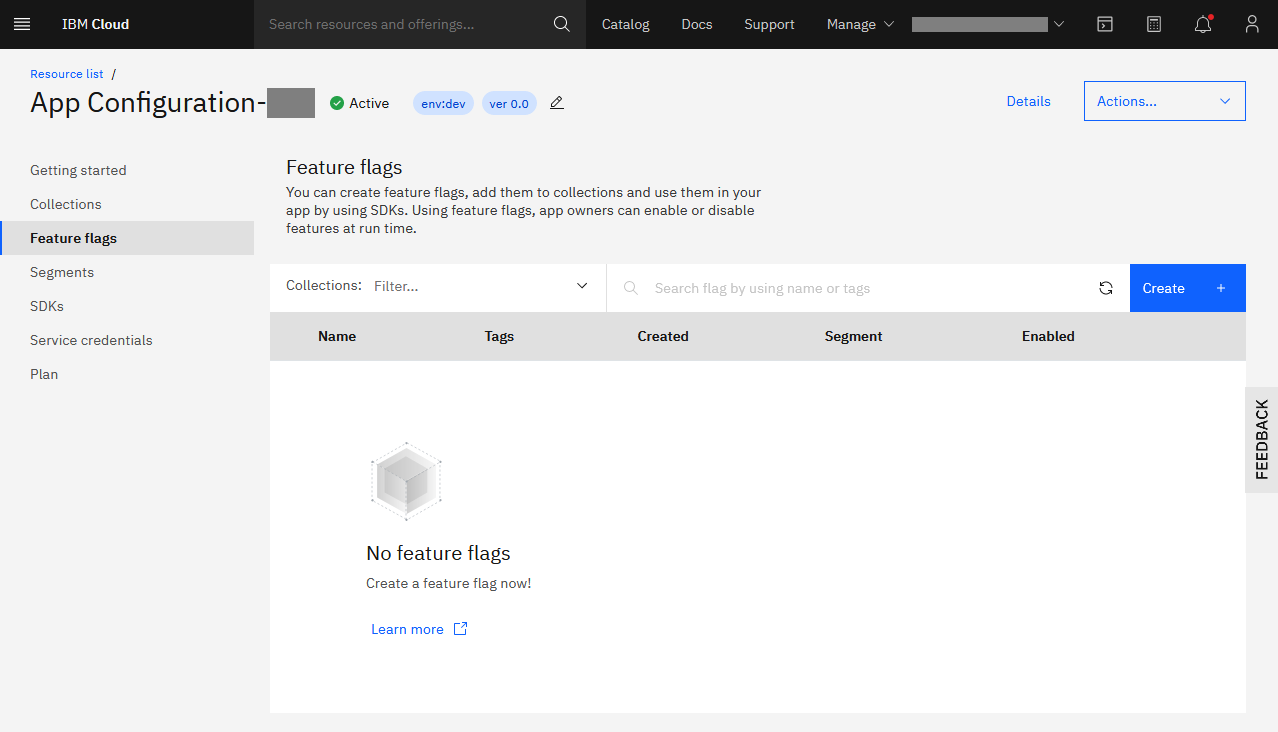 IBM Cloud
Search resources and offerings...
Catalog
Docs
Support
Manage
Resource list /
App Configuration-
Active
env:dev
ver 0.0
Details
Actions...
Getting started
Collections
Feature flags
Segments
SDKs
Service credentials
Plan
Feature flags
You can create feature flags, add them to collections and use them in your
app by using SDKs. Using feature flags, app owners can enable or disable
features at run time.
Collections: Filter...
Search flag by using name or tags
Create +
Name
Tags
Created
Segment
Enabled
No feature flags
Create a feature flag now!
Learn more
FEEDBACK